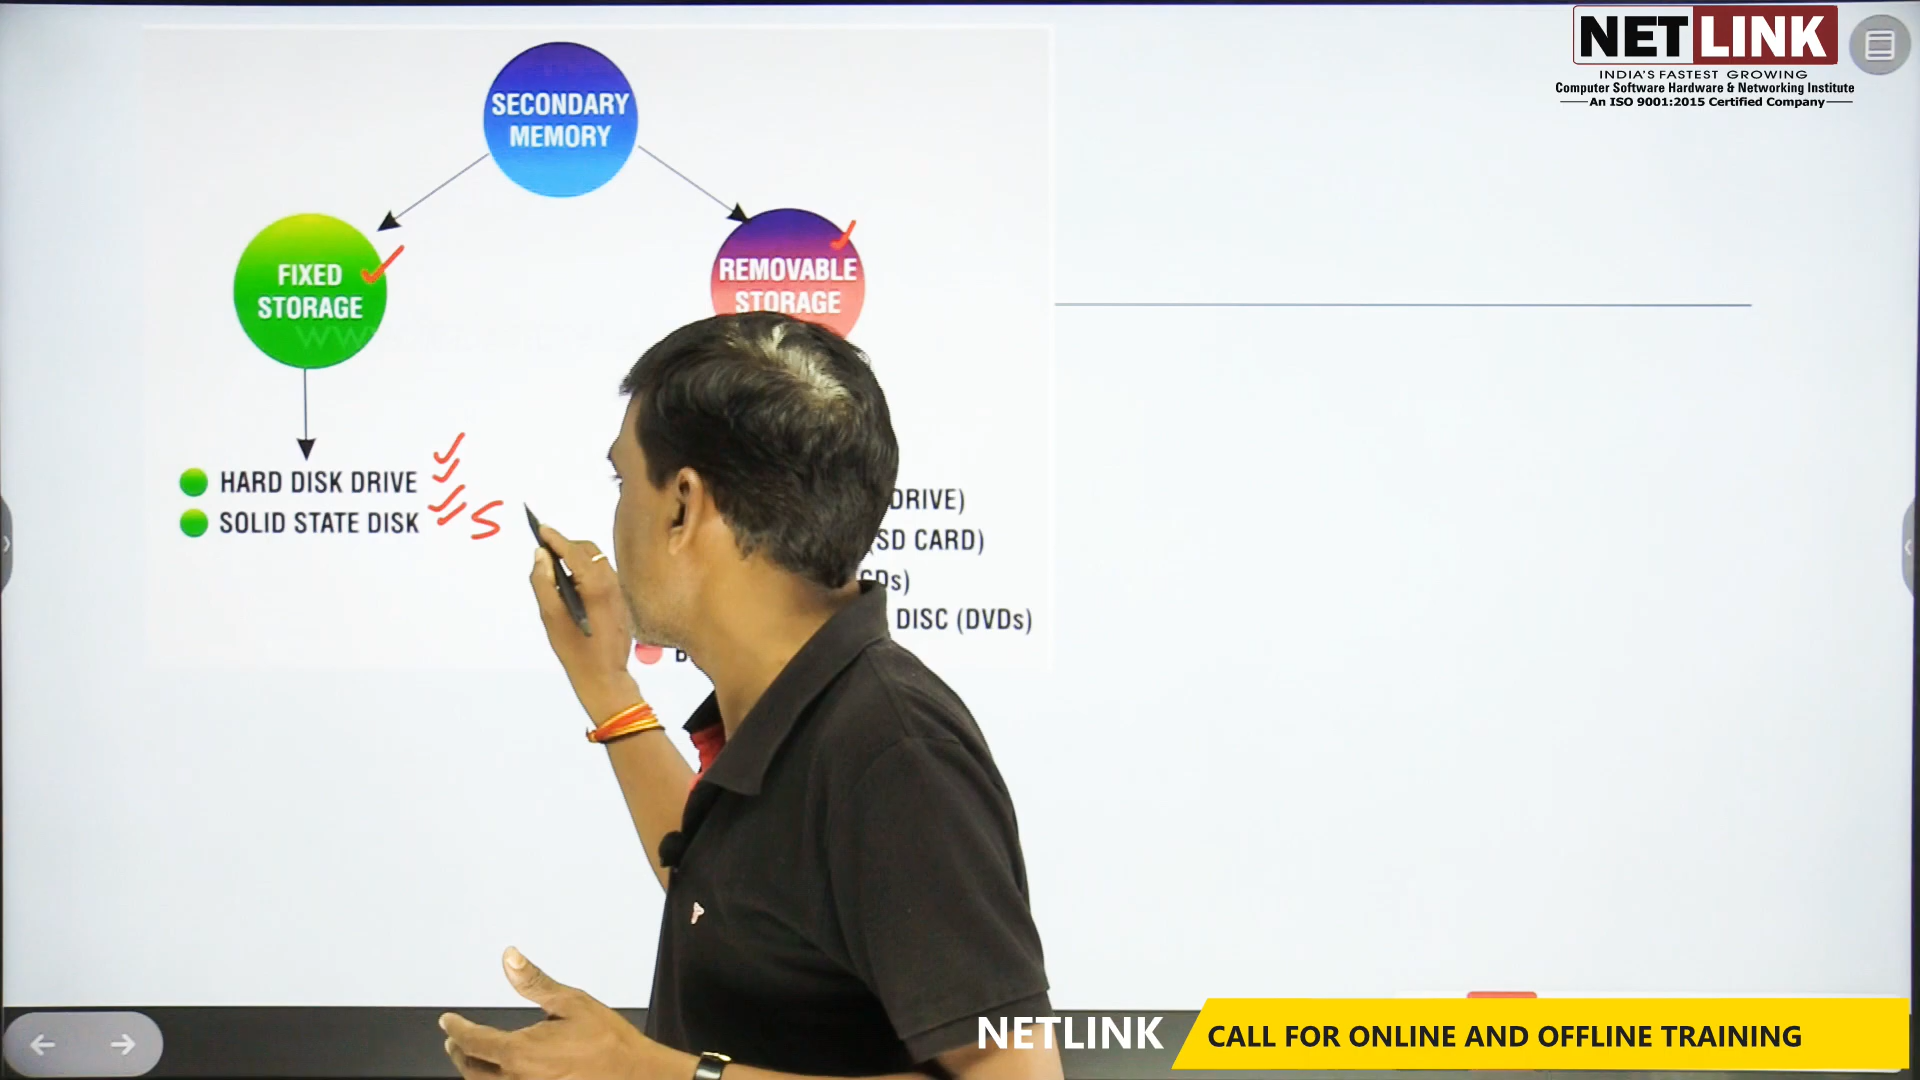 NETLINK
INDIA'S FASTEST GROWING
Computer Software Hardware & Networking Institute
An ISO 9001:2015 Certified Company
SECONDARY
MEMORY
FIXED
STORAGE
REMOVABLE
STORAGE
HARD DISK DRIVE
SOLID STATE DISK
S
DRIVE)
SD CARD)
CDs)
DISC (DVDs)
NETLINK
CALL FOR ONLINE AND OFFLINE TRAINING